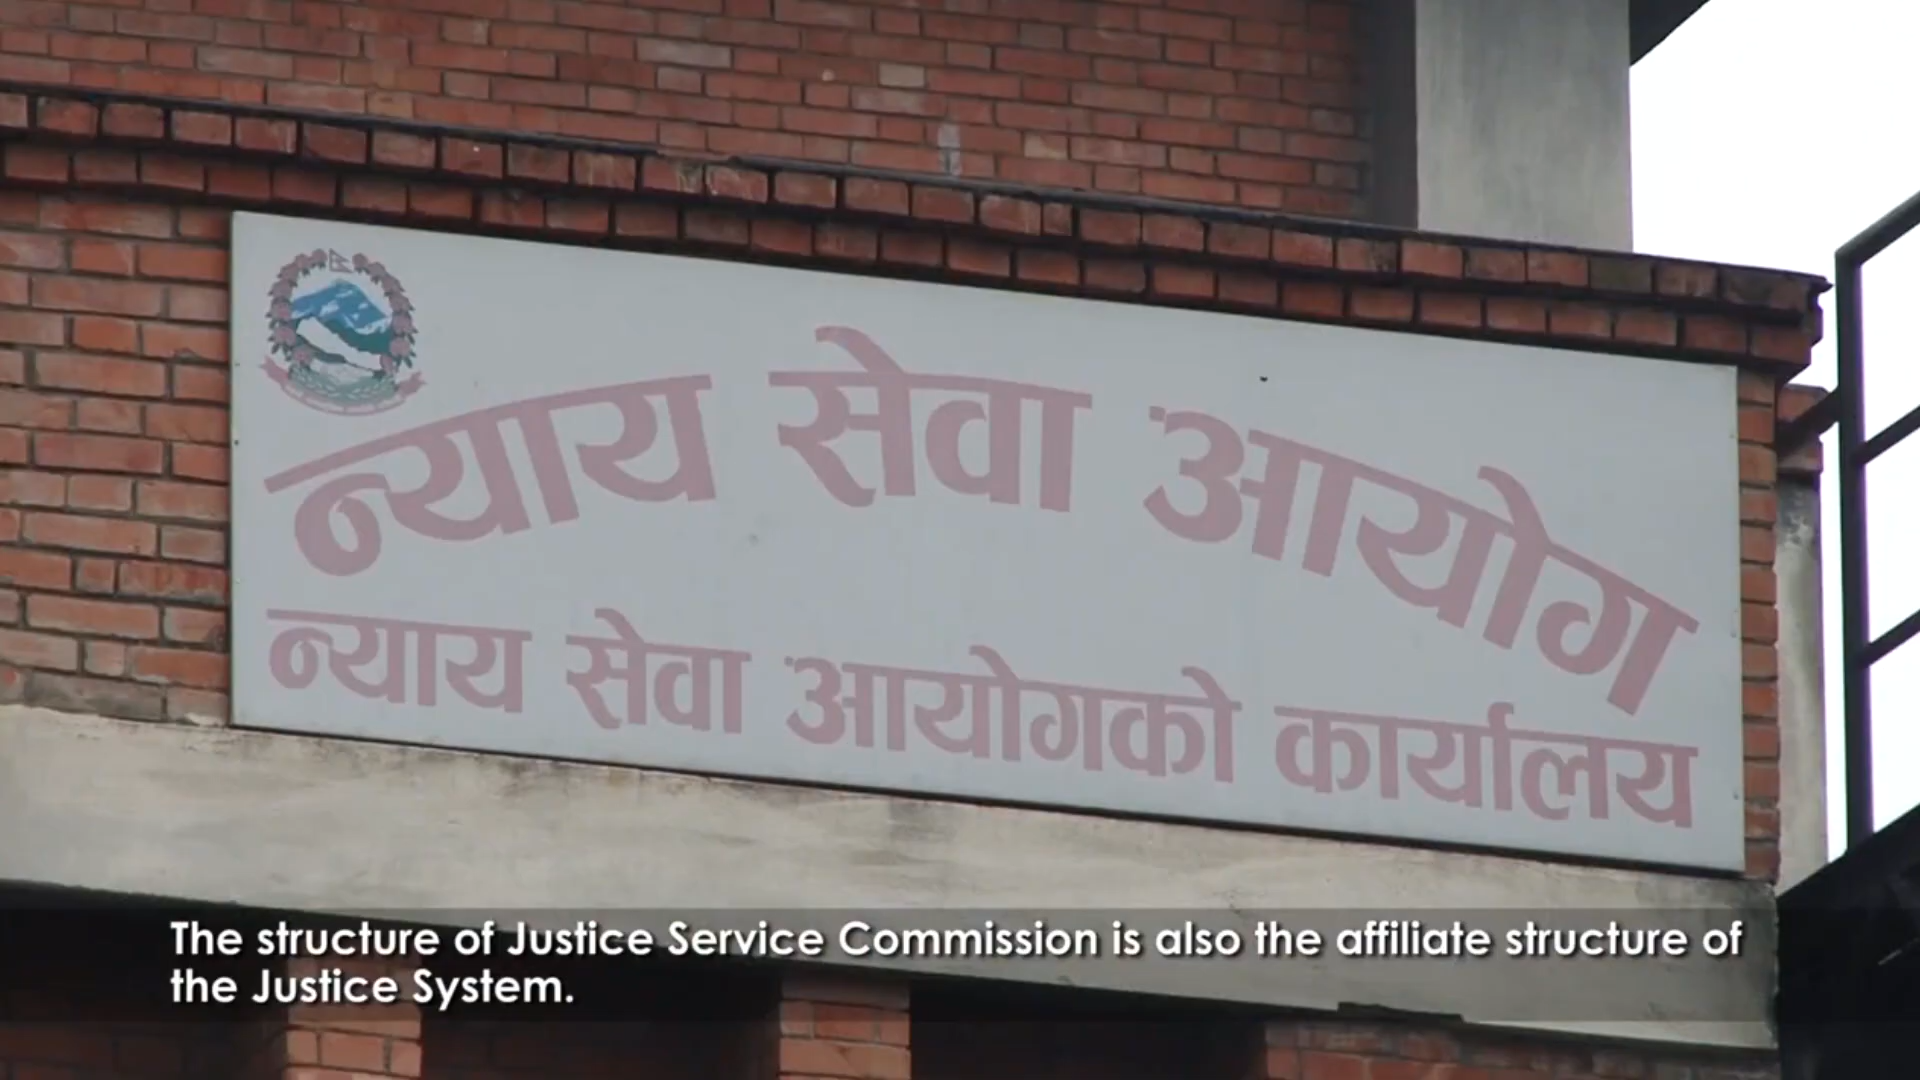 न्याय सेवा आयोग
न्याय सेवा आयोगको कार्यालय
The structure of Justice Service Commission is also the affiliate structure of
the Justice System.